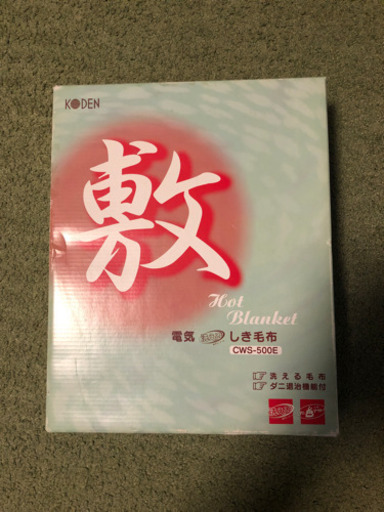 KODEN
敷
Hot
Blanket
電気 しき毛布
CWS-500E
洗える毛布
ダニ退治機能付